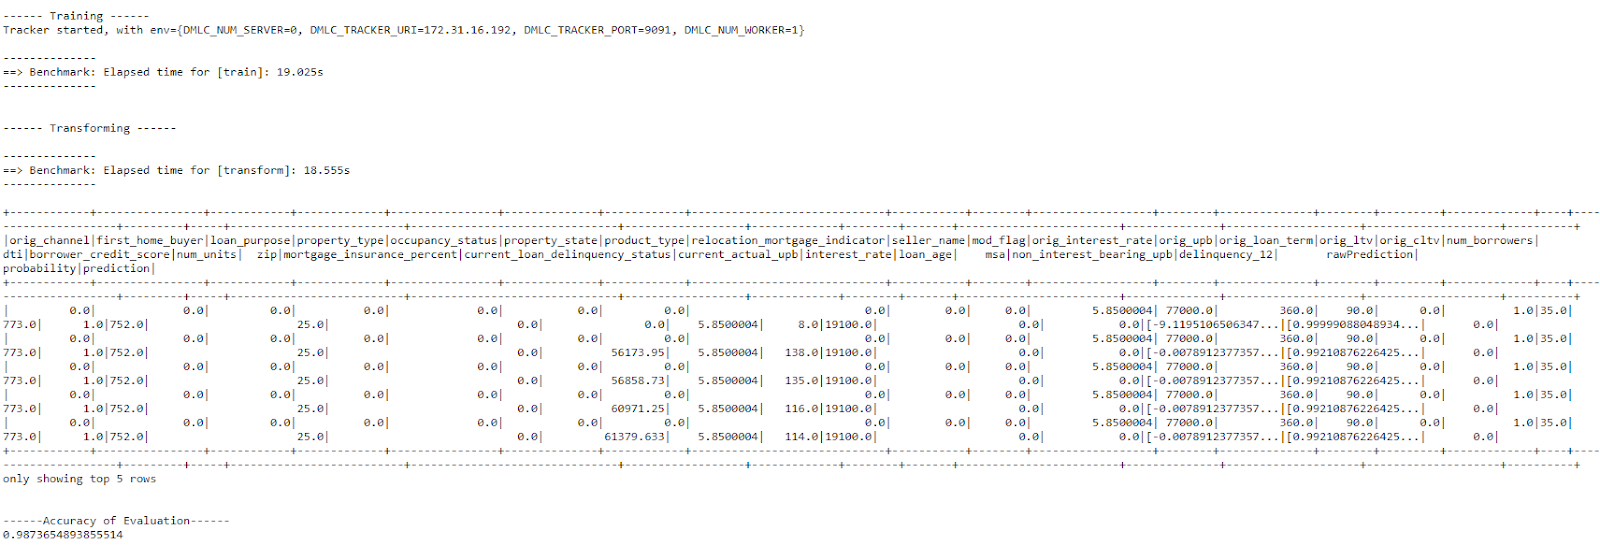 ------ Training ------
Tracker started, with env={DMLC_NUM_SERVER=0, DMLC_TRACKER_URI=172.31.16.192, DMLC_TRACKER_PORT=9091, DMLC_NUM_WORKER=1}
--------------
==> Benchmark: Elapsed time for [train]: 19.025s
--------------
------ Transforming ------
--------------
==> Benchmark: Elapsed time for [transform]: 18.555s
--------------
|orig_channel|first_home_buyer|loan_purpose|property_type|occupancy_status|property_state|product_type|relocation_mortgage_indicator|seller_name|mod_flag|orig_interest_rate|orig_upb|orig_loan_term|orig_ltv|orig_cltv|num_borrowers|
dti|borrower_credit_score|num_units|  zip|mortgage_insurance_percent|current_loan_delinquency_status|current_actual_upb|interest_rate|loan_age|    msa|non_interest_bearing_upb|delinquency_12|       rawPrediction|
probability|prediction|
|         0.0|             0.0|         0.0|          0.0|             0.0|           0.0|         0.0|                          0.0|        0.0|     0.0|         5.8500004| 77000.0|         360.0|    90.0|      0.0|          1.0|35.0|
773.0|      1.0|752.0|                      25.0|                            0.0|               0.0|    5.8500004|     8.0|19100.0|                     0.0|           0.0|[-9.1195106506347...|[0.99999088048934...|       0.0|
|         0.0|             0.0|         0.0|          0.0|             0.0|           0.0|         0.0|                          0.0|        0.0|     0.0|         5.8500004| 77000.0|         360.0|    90.0|      0.0|          1.0|35.0|
773.0|      1.0|752.0|                      25.0|                            0.0|          56173.95|    5.8500004|   138.0|19100.0|                     0.0|           0.0|[-0.0078912377357...|[0.99210876226425...|       0.0|
|         0.0|             0.0|         0.0|          0.0|             0.0|           0.0|         0.0|                          0.0|        0.0|     0.0|         5.8500004| 77000.0|         360.0|    90.0|      0.0|          1.0|35.0|
773.0|      1.0|752.0|                      25.0|                            0.0|          56858.73|    5.8500004|   135.0|19100.0|                     0.0|           0.0|[-0.0078912377357...|[0.99210876226425...|       0.0|
|         0.0|             0.0|         0.0|          0.0|             0.0|           0.0|         0.0|                          0.0|        0.0|     0.0|         5.8500004| 77000.0|         360.0|    90.0|      0.0|          1.0|35.0|
773.0|      1.0|752.0|                      25.0|                            0.0|          60971.25|    5.8500004|   116.0|19100.0|                     0.0|           0.0|[-0.0078912377357...|[0.99210876226425...|       0.0|
|         0.0|             0.0|         0.0|          0.0|             0.0|           0.0|         0.0|                          0.0|        0.0|     0.0|         5.8500004| 77000.0|         360.0|    90.0|      0.0|          1.0|35.0|
773.0|      1.0|752.0|                      25.0|                            0.0|         61379.633|    5.8500004|   114.0|19100.0|                     0.0|           0.0|[-0.0078912377357...|[0.99210876226425...|       0.0|
only showing top 5 rows
------Accuracy of Evaluation------
0.9873654893855514